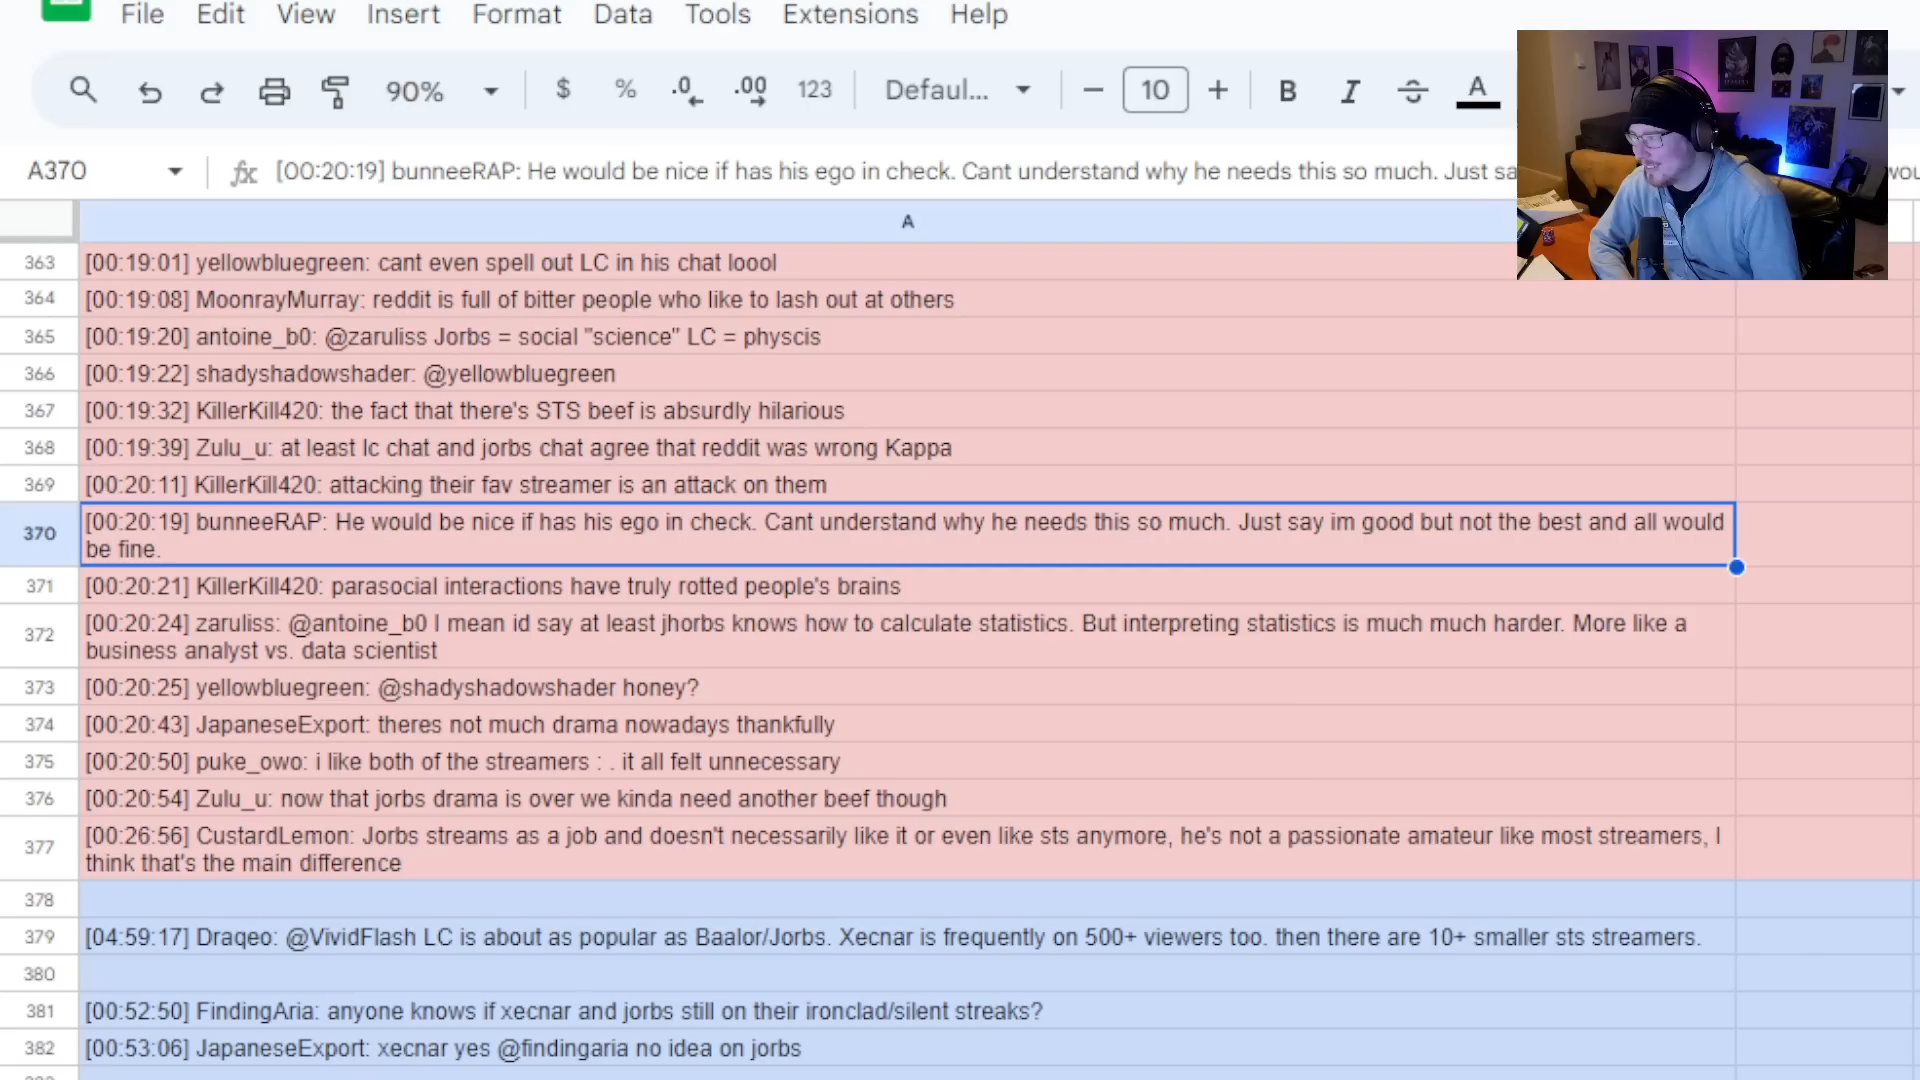 File Edit View Insert Format Data Tools Extensions Help
90% $ % .0 .00 123 Defaul... − 10 + B I A
A370 fx [00:20:19] bunneeRAP: He would be nice if has his ego in check. Cant understand why he needs this so much. Just sa
A
363 [00:19:01] yellowbluegreen: cant even spell out LC in his chat loool
364 [00:19:08] MoonrayMurray: reddit is full of bitter people who like to lash out at others
365 [00:19:20] antoine_b0: @zaruliss Jorbs = social "science" LC = physcis
366 [00:19:22] shadyshadowshader: @yellowbluegreen
367 [00:19:32] KillerKill420: the fact that there's STS beef is absurdly hilarious
368 [00:19:39] Zulu_u: at least lc chat and jorbs chat agree that reddit was wrong Kappa
369 [00:20:11] KillerKill420: attacking their fav streamer is an attack on them
370 [00:20:19] bunneeRAP: He would be nice if has his ego in check. Cant understand why he needs this so much. Just say im good but not the best and all would
be fine.
371 [00:20:21] KillerKill420: parasocial interactions have truly rotted people's brains
372 [00:20:24] zaruliss: @antoine_b0 I mean id say at least jhorbs knows how to calculate statistics. But interpreting statistics is much much harder. More like a
business analyst vs. data scientist
373 [00:20:25] yellowbluegreen: @shadyshadowshader honey?
374 [00:20:43] JapaneseExport: theres not much drama nowadays thankfully
375 [00:20:50] puke_owo: i like both of the streamers : . it all felt unnecessary
376 [00:20:54] Zulu_u: now that jorbs drama is over we kinda need another beef though
377 [00:26:56] CustardLemon: Jorbs streams as a job and doesn't necessarily like it or even like sts anymore, he's not a passionate amateur like most streamers, I
think that's the main difference
378
379 [04:59:17] Draqeo: @VividFlash LC is about as popular as Baalor/Jorbs. Xecnar is frequently on 500+ viewers too. then there are 10+ smaller sts streamers.
380
381 [00:52:50] FindingAria: anyone knows if xecnar and jorbs still on their ironclad/silent streaks?
382 [00:53:06] JapaneseExport: xecnar yes @findingaria no idea on jorbs